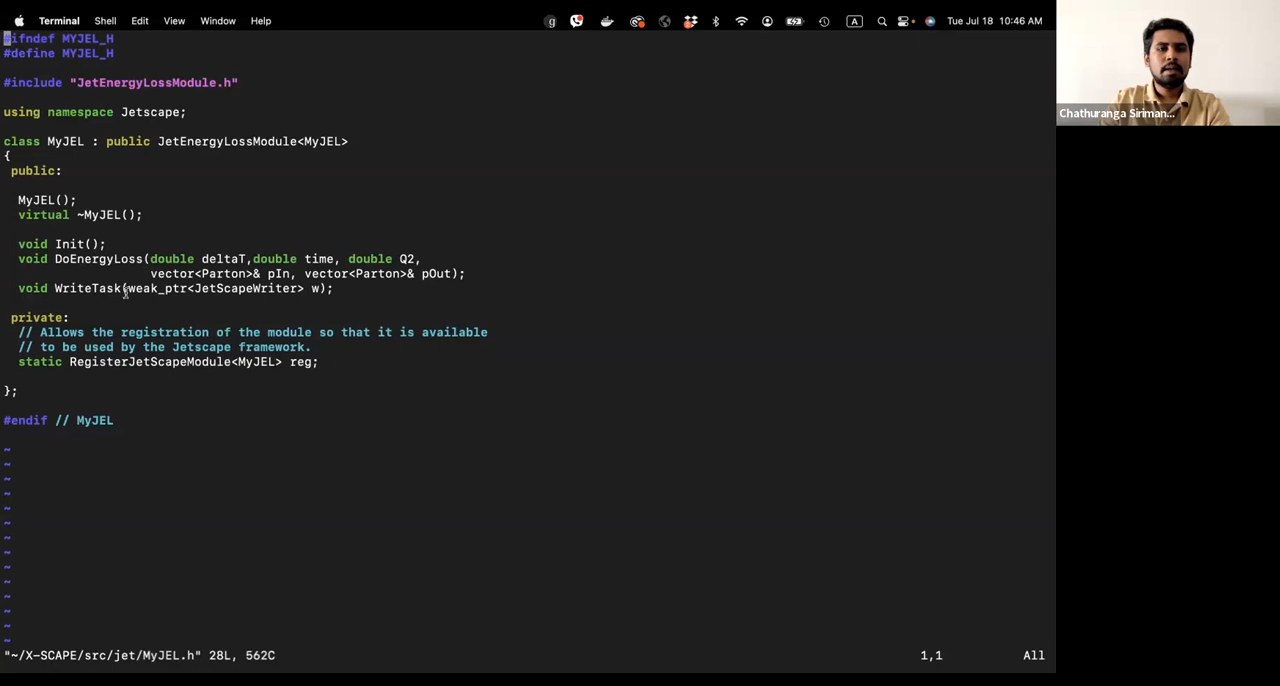 Terminal Shell Edit View Window Help
g A Tue Jul 18 10:46 AM
#ifndef MYJEL_H
#define MYJEL_H
#include "JetEnergyLossModule.h"
using namespace Jetscape;
class MyJEL : public JetEnergyLossModule<MyJEL>
{
public:
MyJEL();
virtual ~MyJEL();
void Init();
void DoEnergyLoss(double deltaT,double time, double Q2,
vector<Parton>& pIn, vector<Parton>& pOut);
void WriteTask(weak_ptr<JetScapeWriter> w);
private:
// Allows the registration of the module so that it is available
// to be used by the Jetscape framework.
static RegisterJetScapeModule<MyJEL> reg;
};
#endif // MyJEL
~
~
~
~
~
~
~
~
~
~
~
~
~
~
"~/X-SCAPE/src/jet/MyJEL.h" 28L, 562C 1,1 All
Chathuranga Siriman...